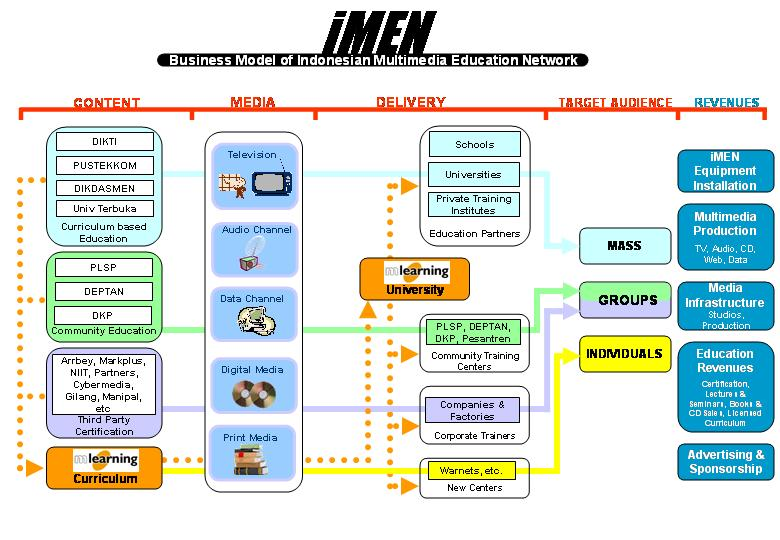 iMEN
Business Model of Indonesian Multimedia Education Network
CONTENT
MEDIA
DELIVERY
TARGET AUDIENCE
REVENUES
DIKTI
PUSTEKKOM
DIKDASMEN
Univ Terbuka
Curriculum based
Education
PLSP
DEPTAN
DKP
Community Education
Arrbey, Markplus,
NIIT, Partners,
Cybermedia,
Gilang, Manipal,
etc
Third Party
Certification
mlearning
Curriculum
Television
Audio Channel
Data Channel
Digital Media
Print Media
Schools
Universities
Private Training
Institutes
Education Partners
mlearning
University
PLSP, DEPTAN,
DKP, Pesantren
Community Training
Centers
Companies &
Factories
Corporate Trainers
Warnets, etc.
New Centers
MASS
GROUPS
INDIVIDUALS
iMEN
Equipment
Installation
Multimedia
Production
TV, Audio, CD,
Web, Data
Media
Infrastructure
Studios,
Production
Education
Revenues
Certification,
Lectures &
Seminars, Books &
CD Sales, Licensed
Curriculum
Advertising &
Sponsorship